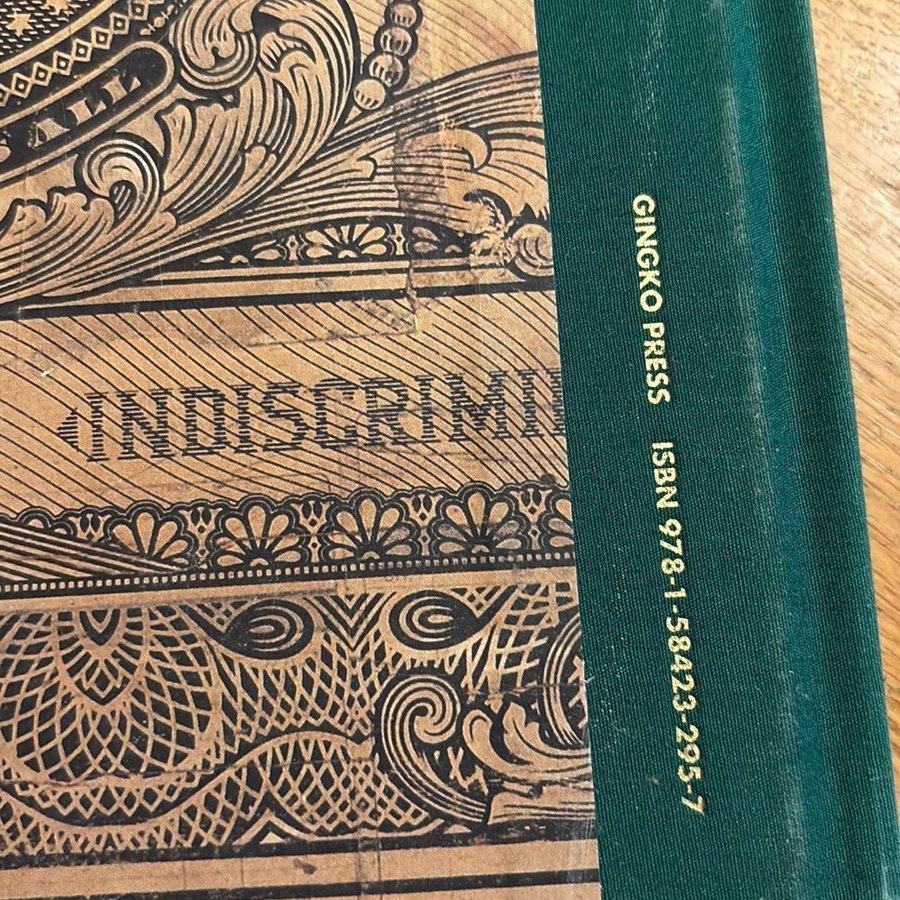 ALL
INDISCRIMI
GINGKO PRESS ISBN 978-1-58423-295-7